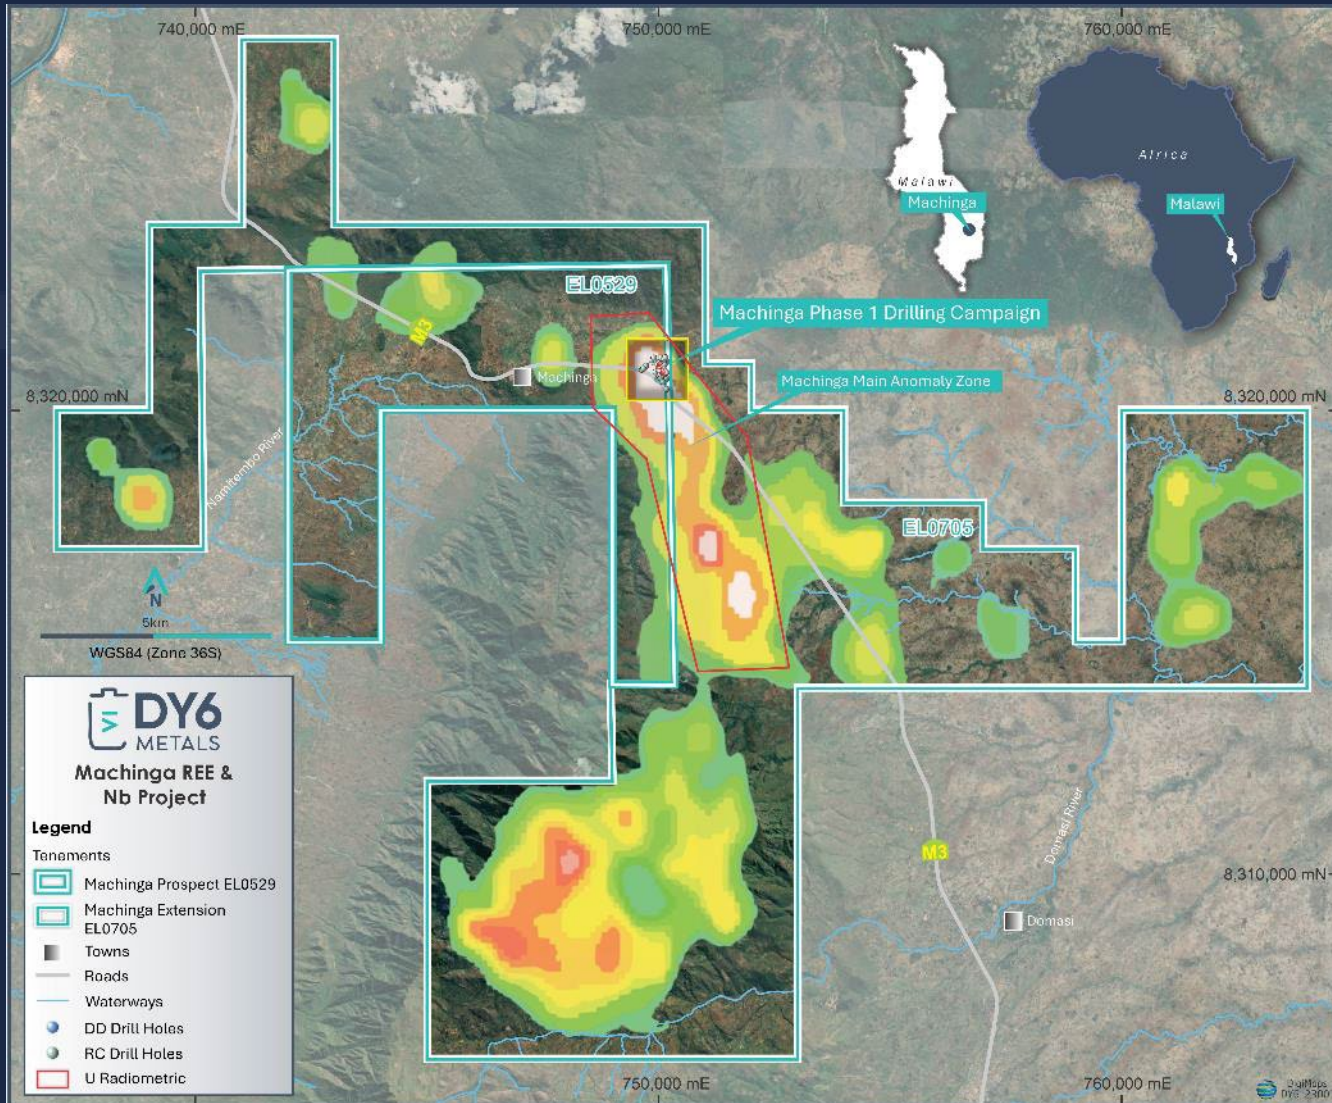 740,000 mE
750,000 mE
760,000 mE
Africa
Malawi
Machinga
Malawi
EL0529
Machinga Phase 1 Drilling Campaign
M3
Machinga
Machinga Main Anomaly Zone
8,320,000 mN
8,320,000 mN
Namitembo River
EL0705
N
5km
WGS84 (Zone 36S)
DY6
METALS
Machinga REE &
Nb Project
Legend
Tenements
Machinga Prospect EL0529
Machinga Extension
EL0705
Towns
Roads
Waterways
DD Drill Holes
RC Drill Holes
U Radiometric
M3
Domasi River
8,310,000 mN
Domasi
750,000 mE
760,000 mE
DigiMaps